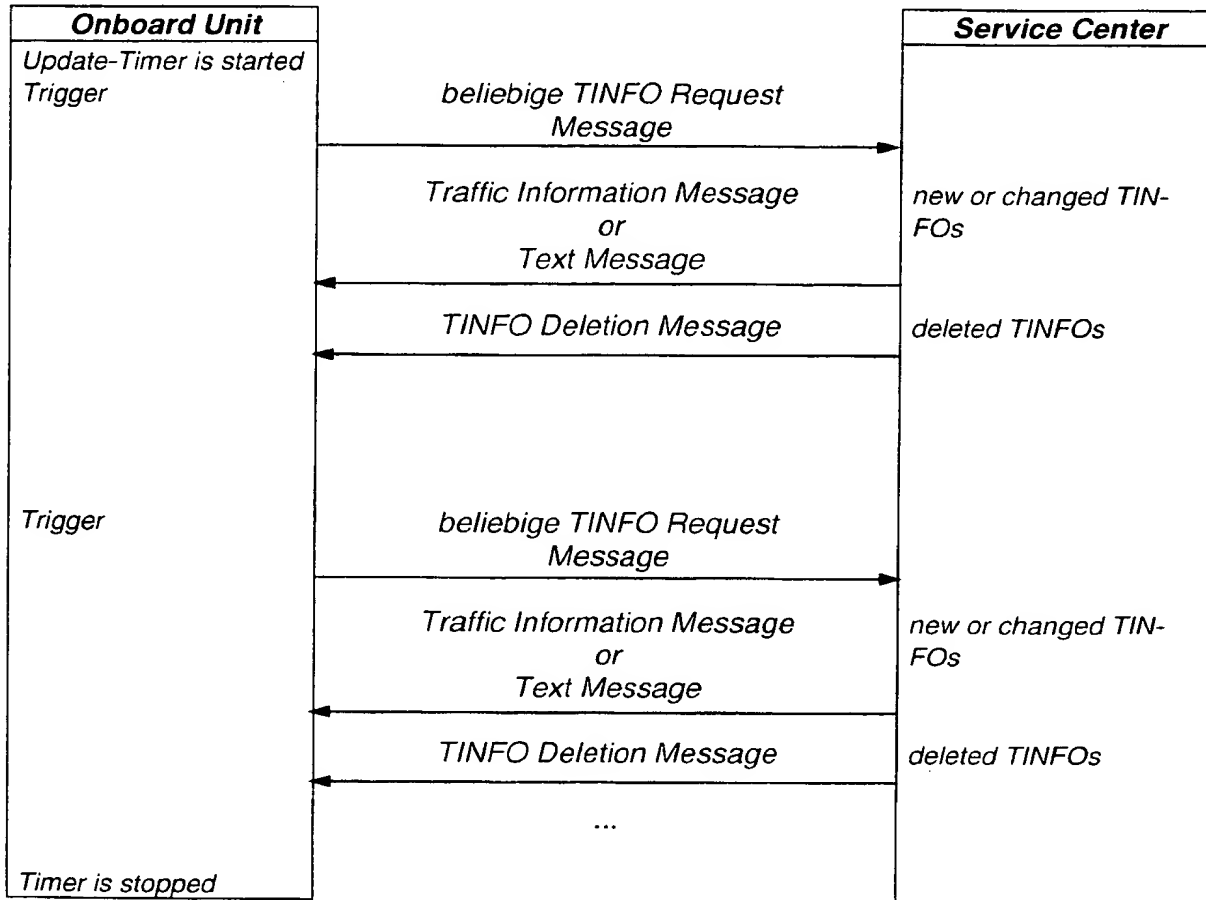 Onboard Unit
Service Center
Update-Timer is started
Trigger
beliebige TINFO Request
Message
Traffic Information Message
or
Text Message
new or changed TIN-
FOs
TINFO Deletion Message
deleted TINFOs
Trigger
beliebige TINFO Request
Message
Traffic Information Message
or
Text Message
new or changed TIN-
FOs
TINFO Deletion Message
deleted TINFOs
...
Timer is stopped